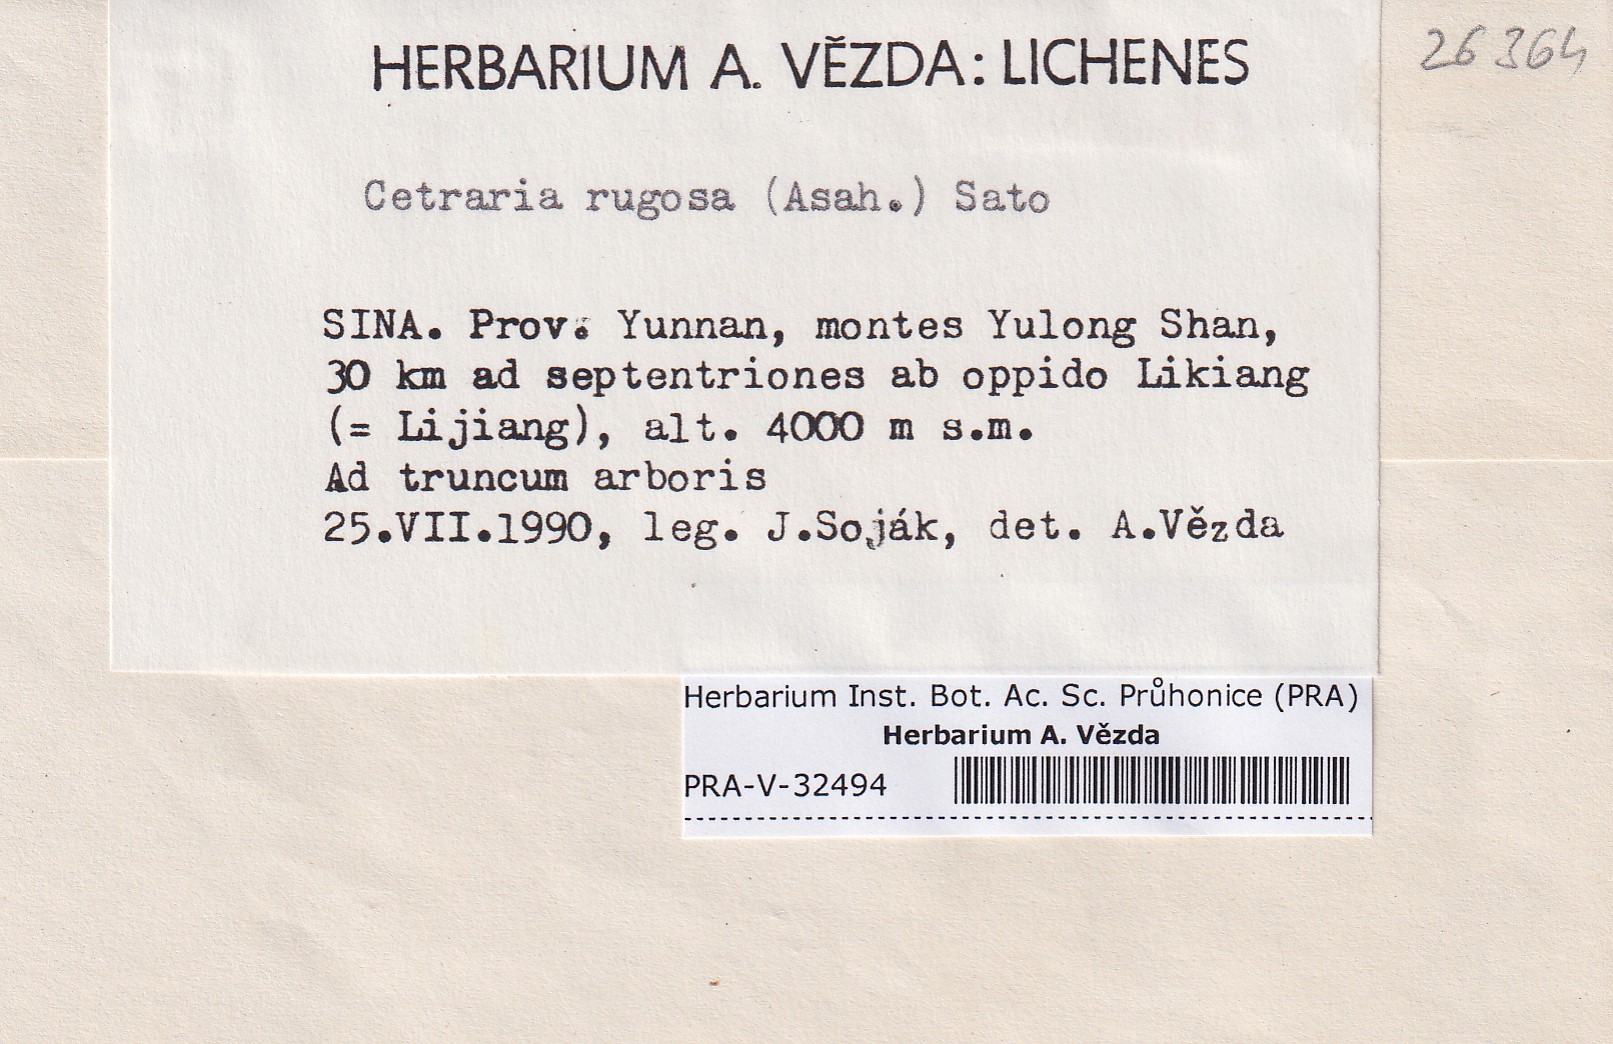 HERBARIUM A. VĚZDA: LICHENES
26364
Cetraria rugosa (Asah.) Sato
SINA. Prov. Yunnan, montes Yulong Shan,
30 km ad septentriones ab oppido Likiang
(= Lijiang), alt. 4000 m s.m.
Ad truncum arboris
25.VII.1990, leg. J.Soják, det. A.Vězda
Herbarium Inst. Bot. Ac. Sc. Průhonice (PRA)
Herbarium A. Vězda
PRA-V-32494